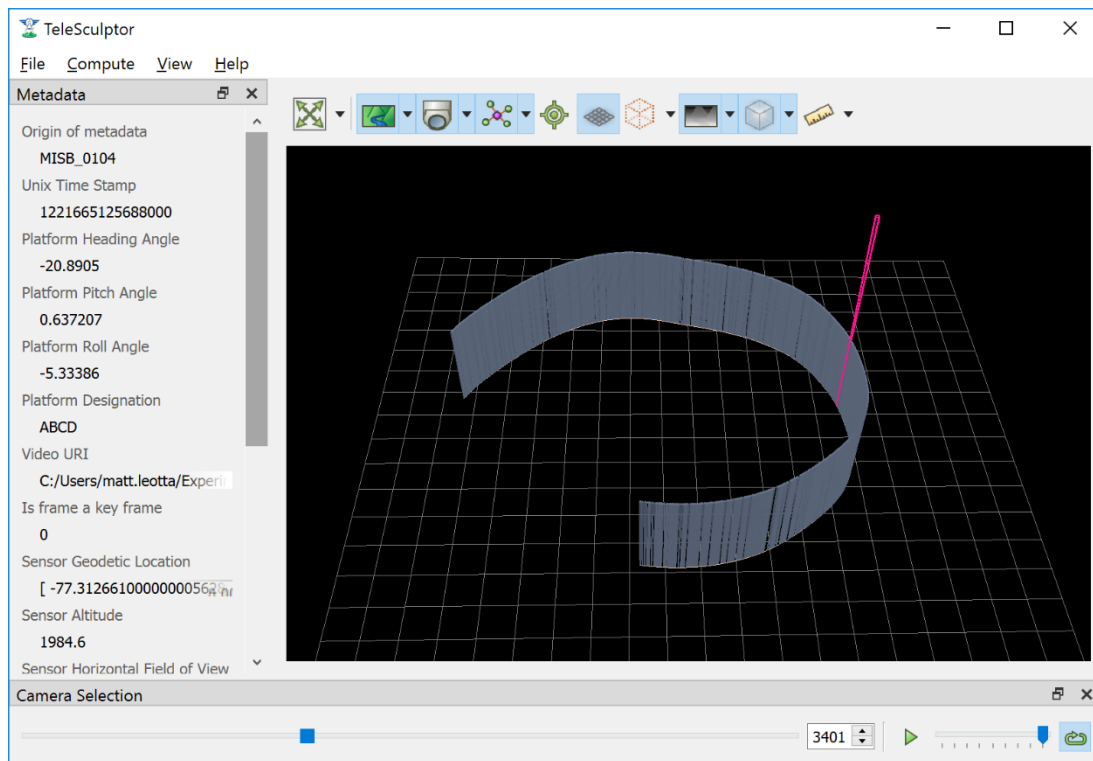 TeleSculptor
File Compute View Help
Metadata
Origin of metadata
MISB_0104
Unix Time Stamp
1221665125688000
Platform Heading Angle
-20.8905
Platform Pitch Angle
0.637207
Platform Roll Angle
-5.33386
Platform Designation
ABCD
Video URI
C:/Users/matt.leotta/Experi
Is frame a key frame
0
Sensor Geodetic Location
[ -77.3126610000000056
Sensor Altitude
1984.6
Sensor Horizontal Field of View
Camera Selection
3401